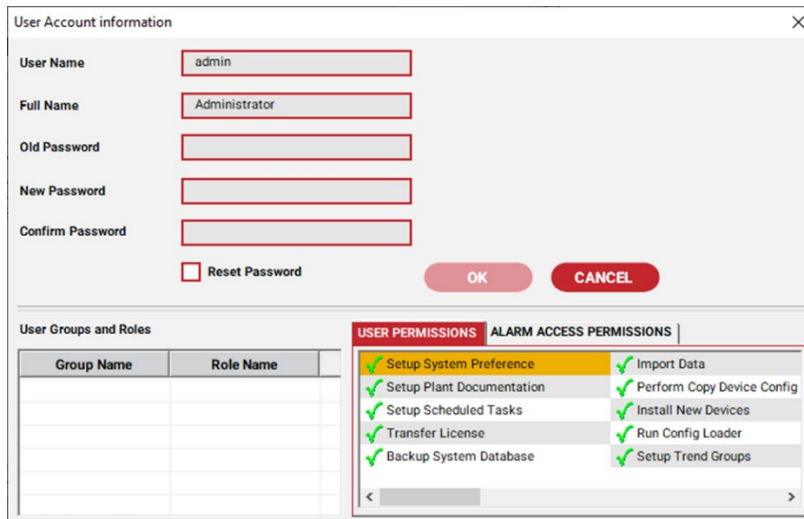 User Account information
User Name admin
Full Name Administrator
Old Password
New Password
Confirm Password
Reset Password OK CANCEL
User Groups and Roles
Group Name Role Name
USER PERMISSIONS ALARM ACCESS PERMISSIONS
Setup System Preference Import Data
Setup Plant Documentation Perform Copy Device Config
Setup Scheduled Tasks Install New Devices
Transfer License Run Config Loader
Backup System Database Setup Trend Groups